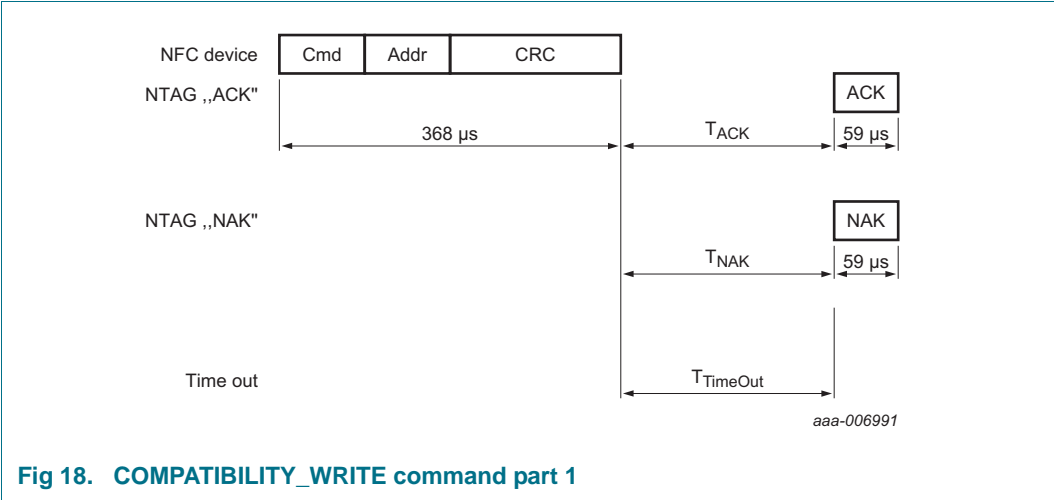 NFC device Cmd Addr CRC
NTAG ,,ACK" ACK
368 µs TACK 59 µs
NTAG ,,NAK" NAK
TNAK 59 µs
Time out TTimeOut
aaa-006991
Fig 18. COMPATIBILITY_WRITE command part 1